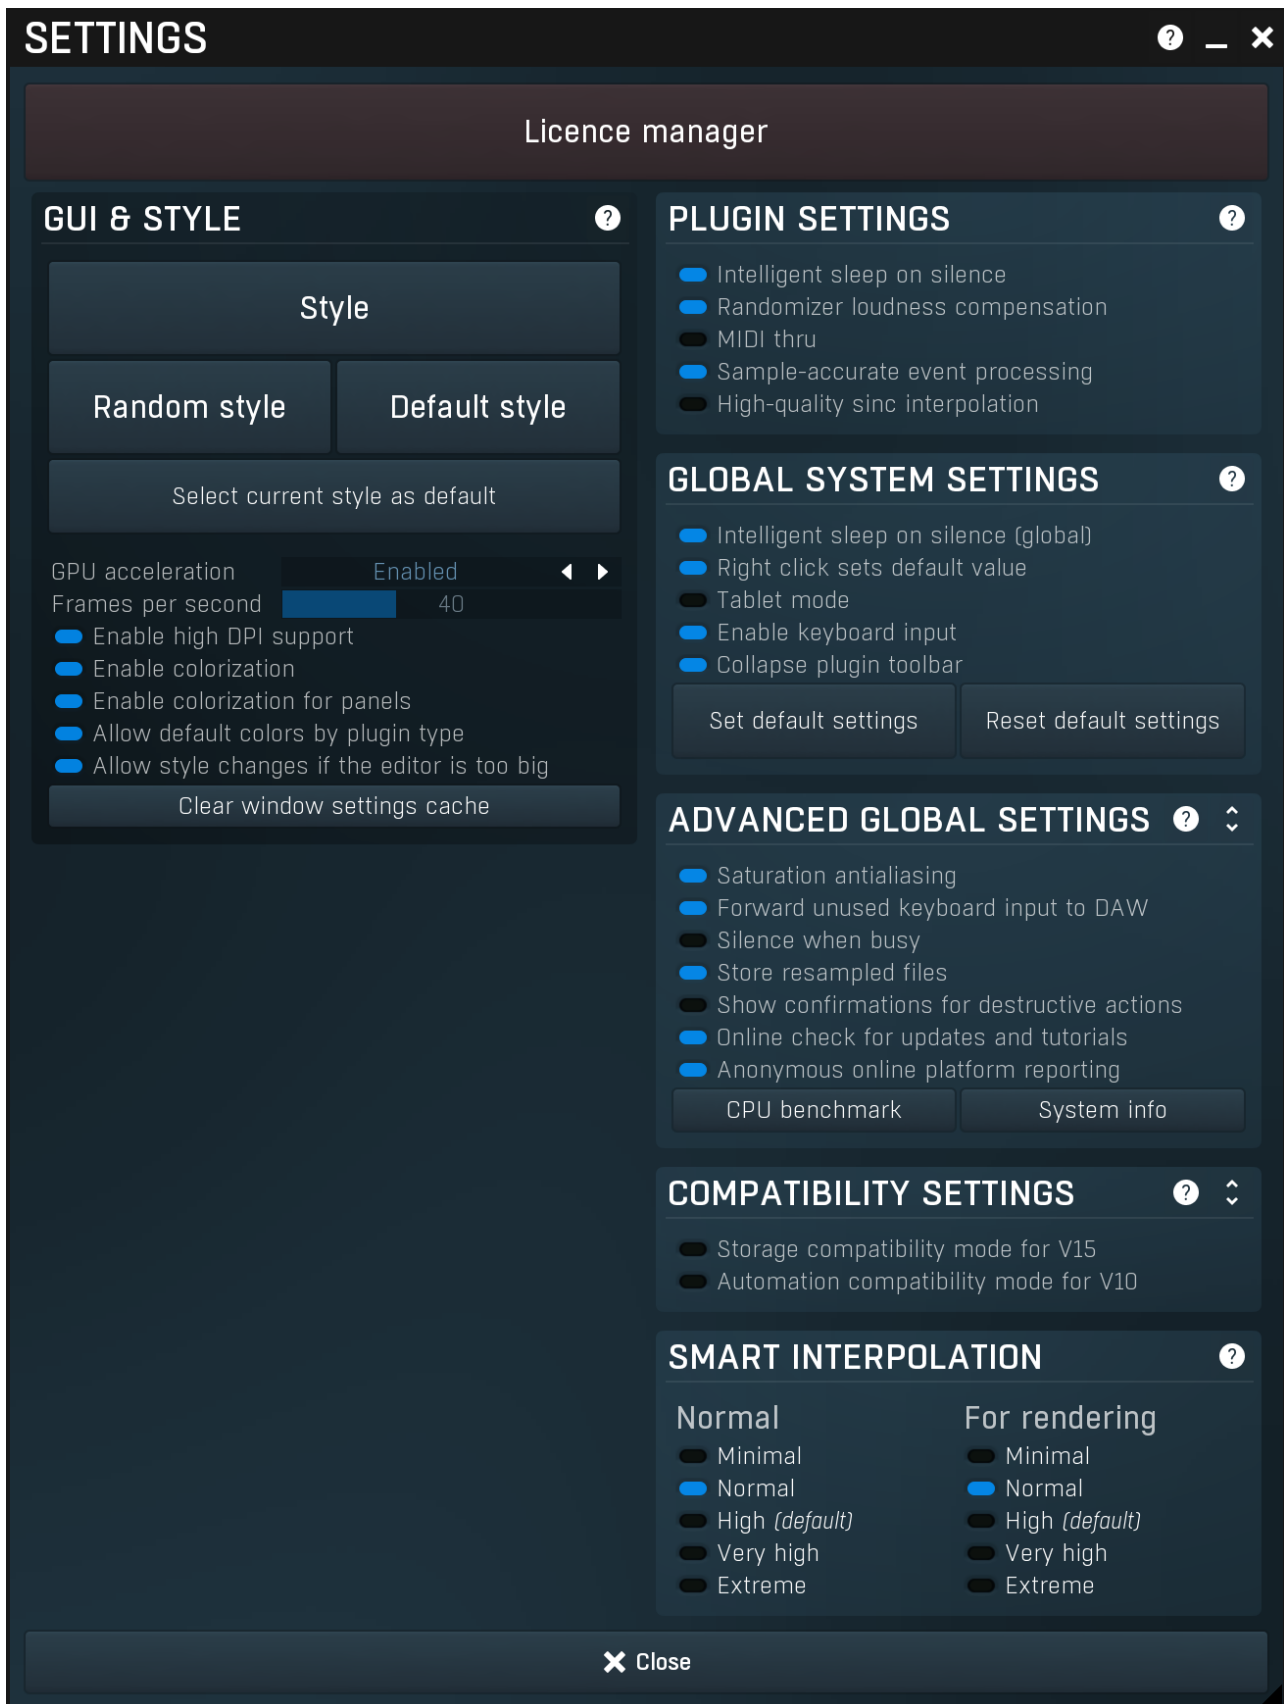 SETTINGS
Licence manager
GUI & STYLE
Style
Random style
Default style
Select current style as default
GPU acceleration Enabled
Frames per second 40
Enable high DPI support
Enable colorization
Enable colorization for panels
Allow default colors by plugin type
Allow style changes if the editor is too big
Clear window settings cache
PLUGIN SETTINGS
Intelligent sleep on silence
Randomizer loudness compensation
MIDI thru
Sample-accurate event processing
High-quality sinc interpolation
GLOBAL SYSTEM SETTINGS
Intelligent sleep on silence (global)
Right click sets default value
Tablet mode
Enable keyboard input
Collapse plugin toolbar
Set default settings
Reset default settings
ADVANCED GLOBAL SETTINGS
Saturation antialiasing
Forward unused keyboard input to DAW
Silence when busy
Store resampled files
Show confirmations for destructive actions
Online check for updates and tutorials
Anonymous online platform reporting
CPU benchmark
System info
COMPATIBILITY SETTINGS
Storage compatibility mode for V15
Automation compatibility mode for V10
SMART INTERPOLATION
Normal
Minimal
Normal
High (default)
Very high
Extreme
For rendering
Minimal
Normal
High (default)
Very high
Extreme
Close